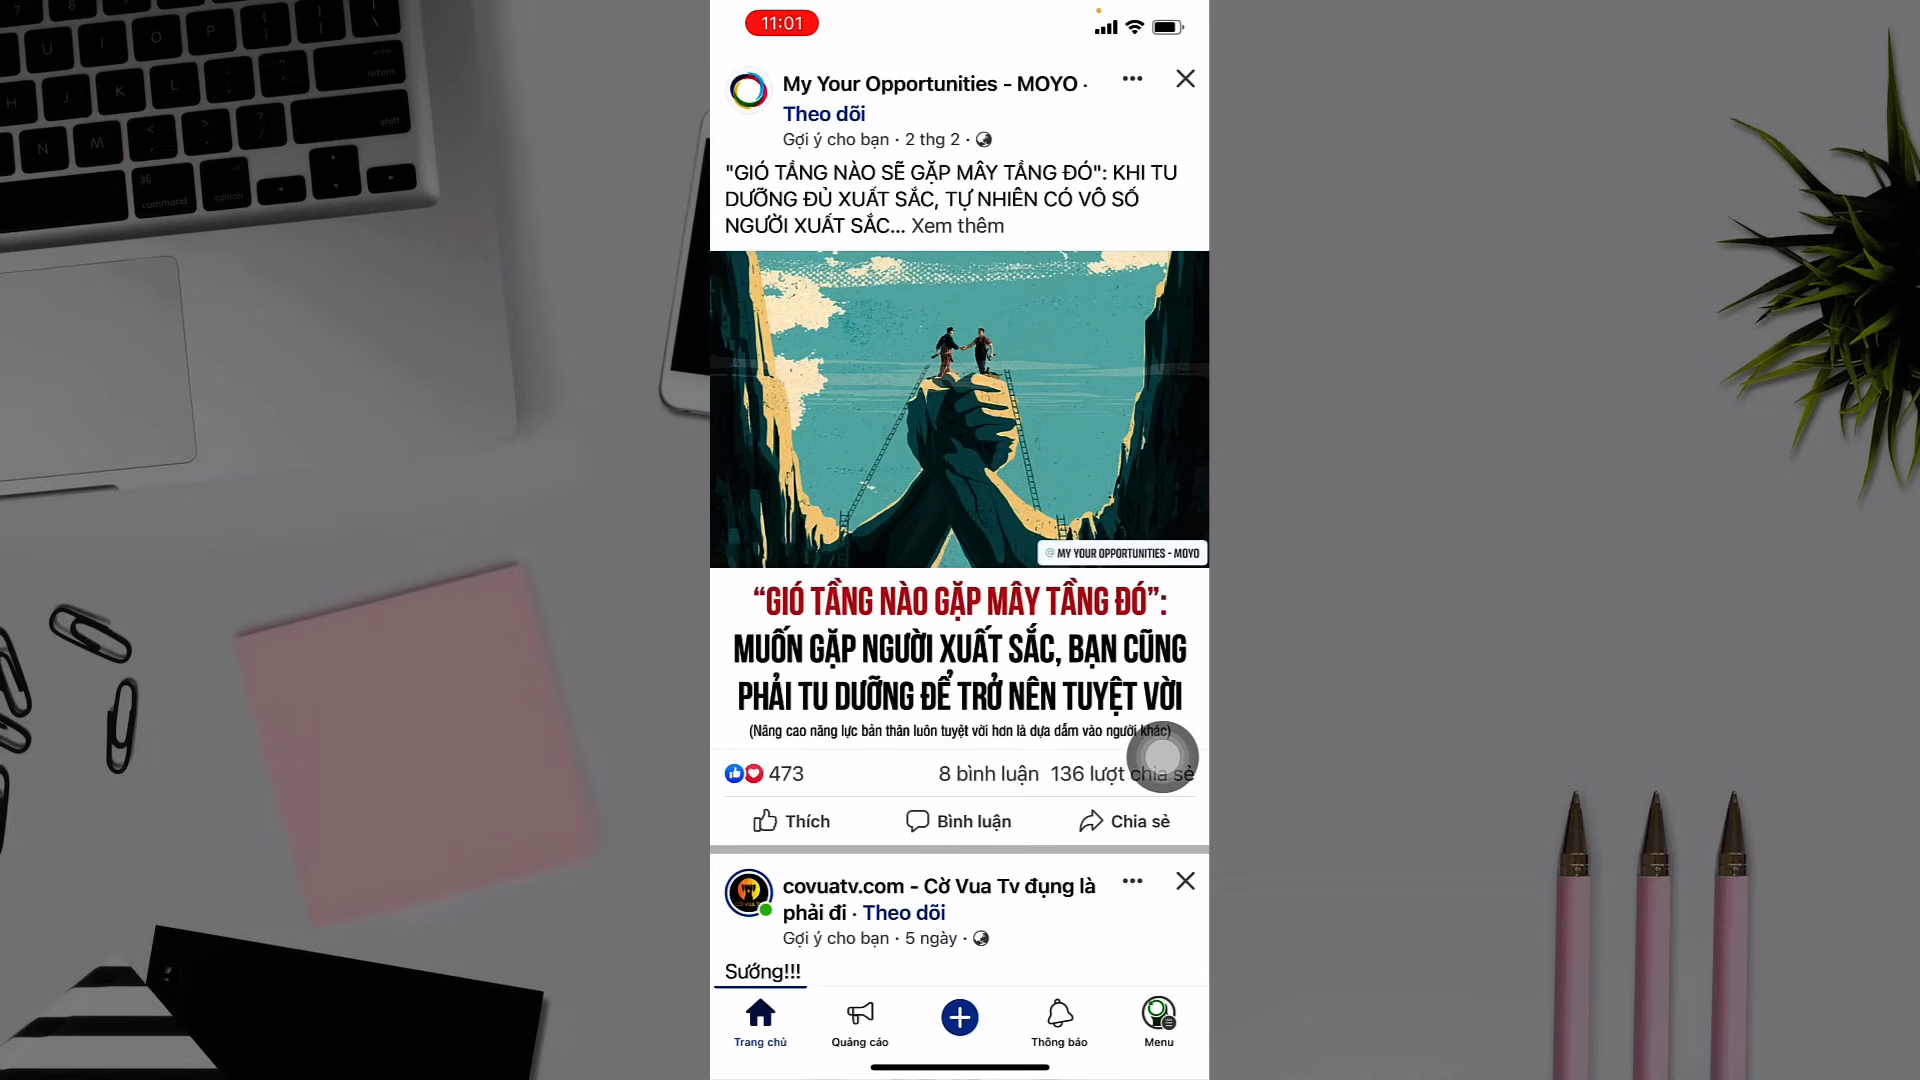 11:01
My Your Opportunities - MOYO ·
Theo dõi
Gợi ý cho bạn · 2 thg 2 ·
"GIÓ TẦNG NÀO SẼ GẶP MÂY TẦNG ĐÓ": KHI TU
DƯỠNG ĐỦ XUẤT SẮC, TỰ NHIÊN CÓ VÔ SỐ
NGƯỜI XUẤT SẮC... Xem thêm
@ MY YOUR OPPORTUNITIES - MOYO
“GIÓ TẦNG NÀO GẶP MÂY TẦNG ĐÓ”:
MUỐN GẶP NGƯỜI XUẤT SẮC, BẠN CŨNG
PHẢI TU DƯỠNG ĐỂ TRỞ NÊN TUYỆT VỜI
(Nâng cao năng lực bản thân luôn tuyệt vời hơn là dựa dẫm vào người khác)
473 8 bình luận 136 lượt chia sẻ
Thích Bình luận Chia sẻ
covuatv.com - Cờ Vua Tv đụng là
phải đi · Theo dõi
Gợi ý cho bạn · 5 ngày ·
Sướng!!!
Trang chủ Quảng cáo Thông báo Menu
U I O P
enter
return
H J K L
N M
shift
command
option